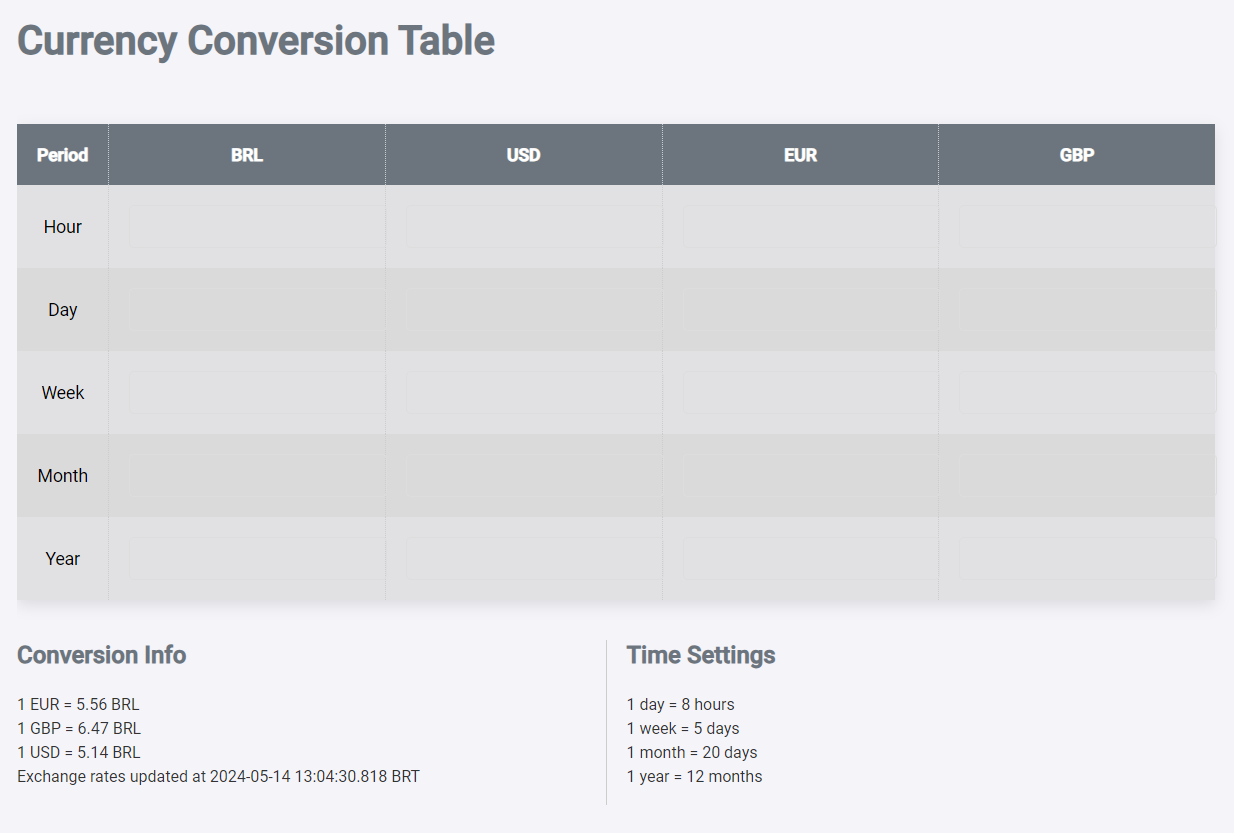 Currency Conversion Table
Period BRL USD EUR GBP
Hour
Day
Week
Month
Year
Conversion Info
1 EUR = 5.56 BRL
1 GBP = 6.47 BRL
1 USD = 5.14 BRL
Exchange rates updated at 2024-05-14 13:04:30.818 BRT
Time Settings
1 day = 8 hours
1 week = 5 days
1 month = 20 days
1 year = 12 months